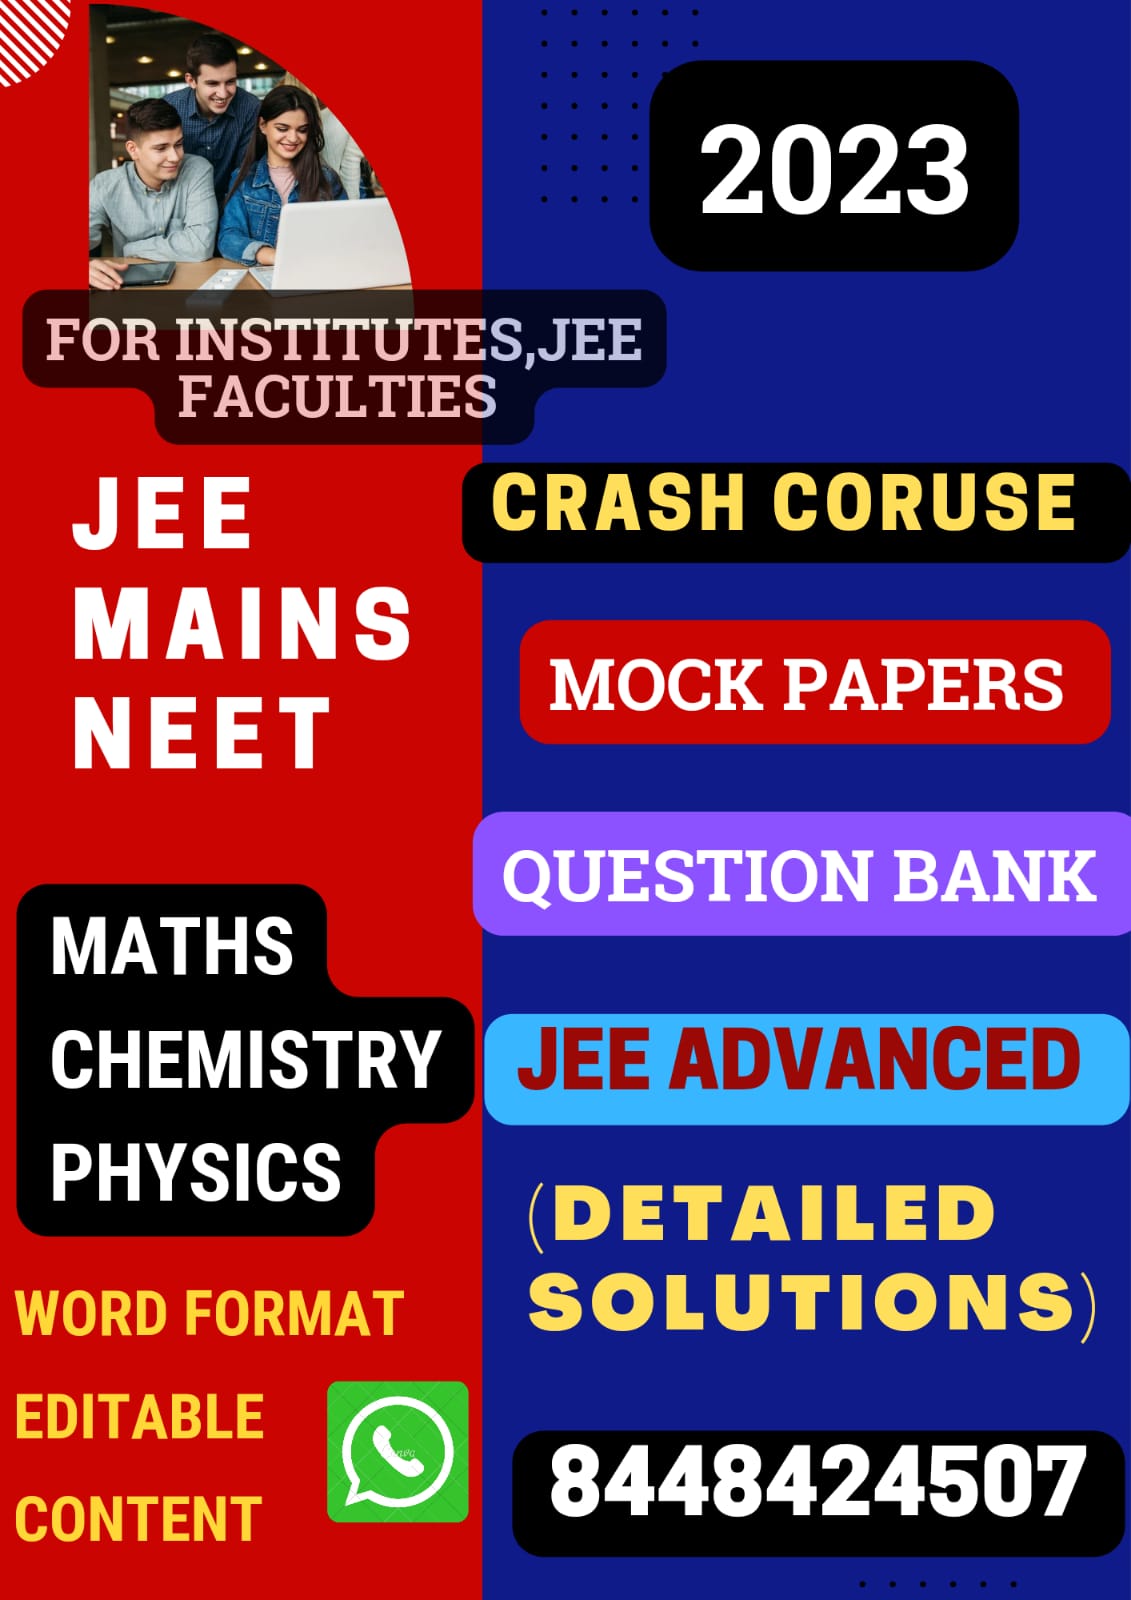 2023
FOR INSTITUTES,JEE
FACULTIES
JEE
MAINS
NEET
CRASH CORUSE
MOCK PAPERS
QUESTION BANK
MATHS
CHEMISTRY
PHYSICS
JEE ADVANCED
(DETAILED
SOLUTIONS)
WORD FORMAT
EDITABLE
CONTENT
8448424507